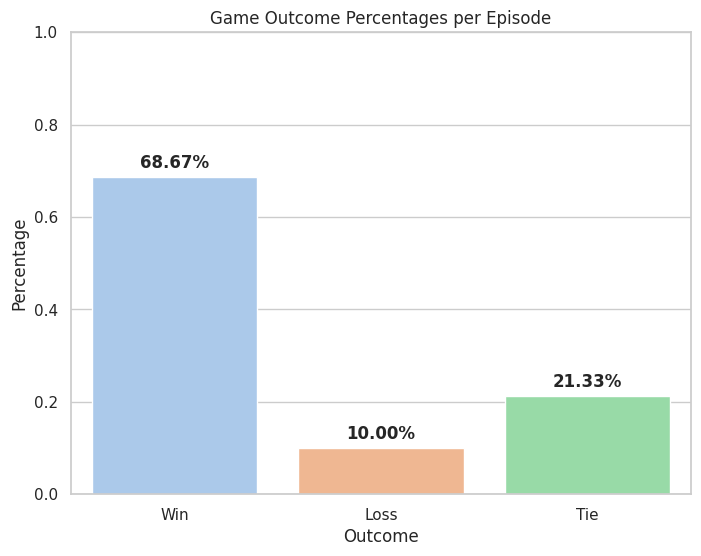 Game Outcome Percentages per Episode
1.0
0.8
0.6
0.4
0.2
0.0
Percentage
68.67%
10.00%
21.33%
Win
Loss
Tie
Outcome